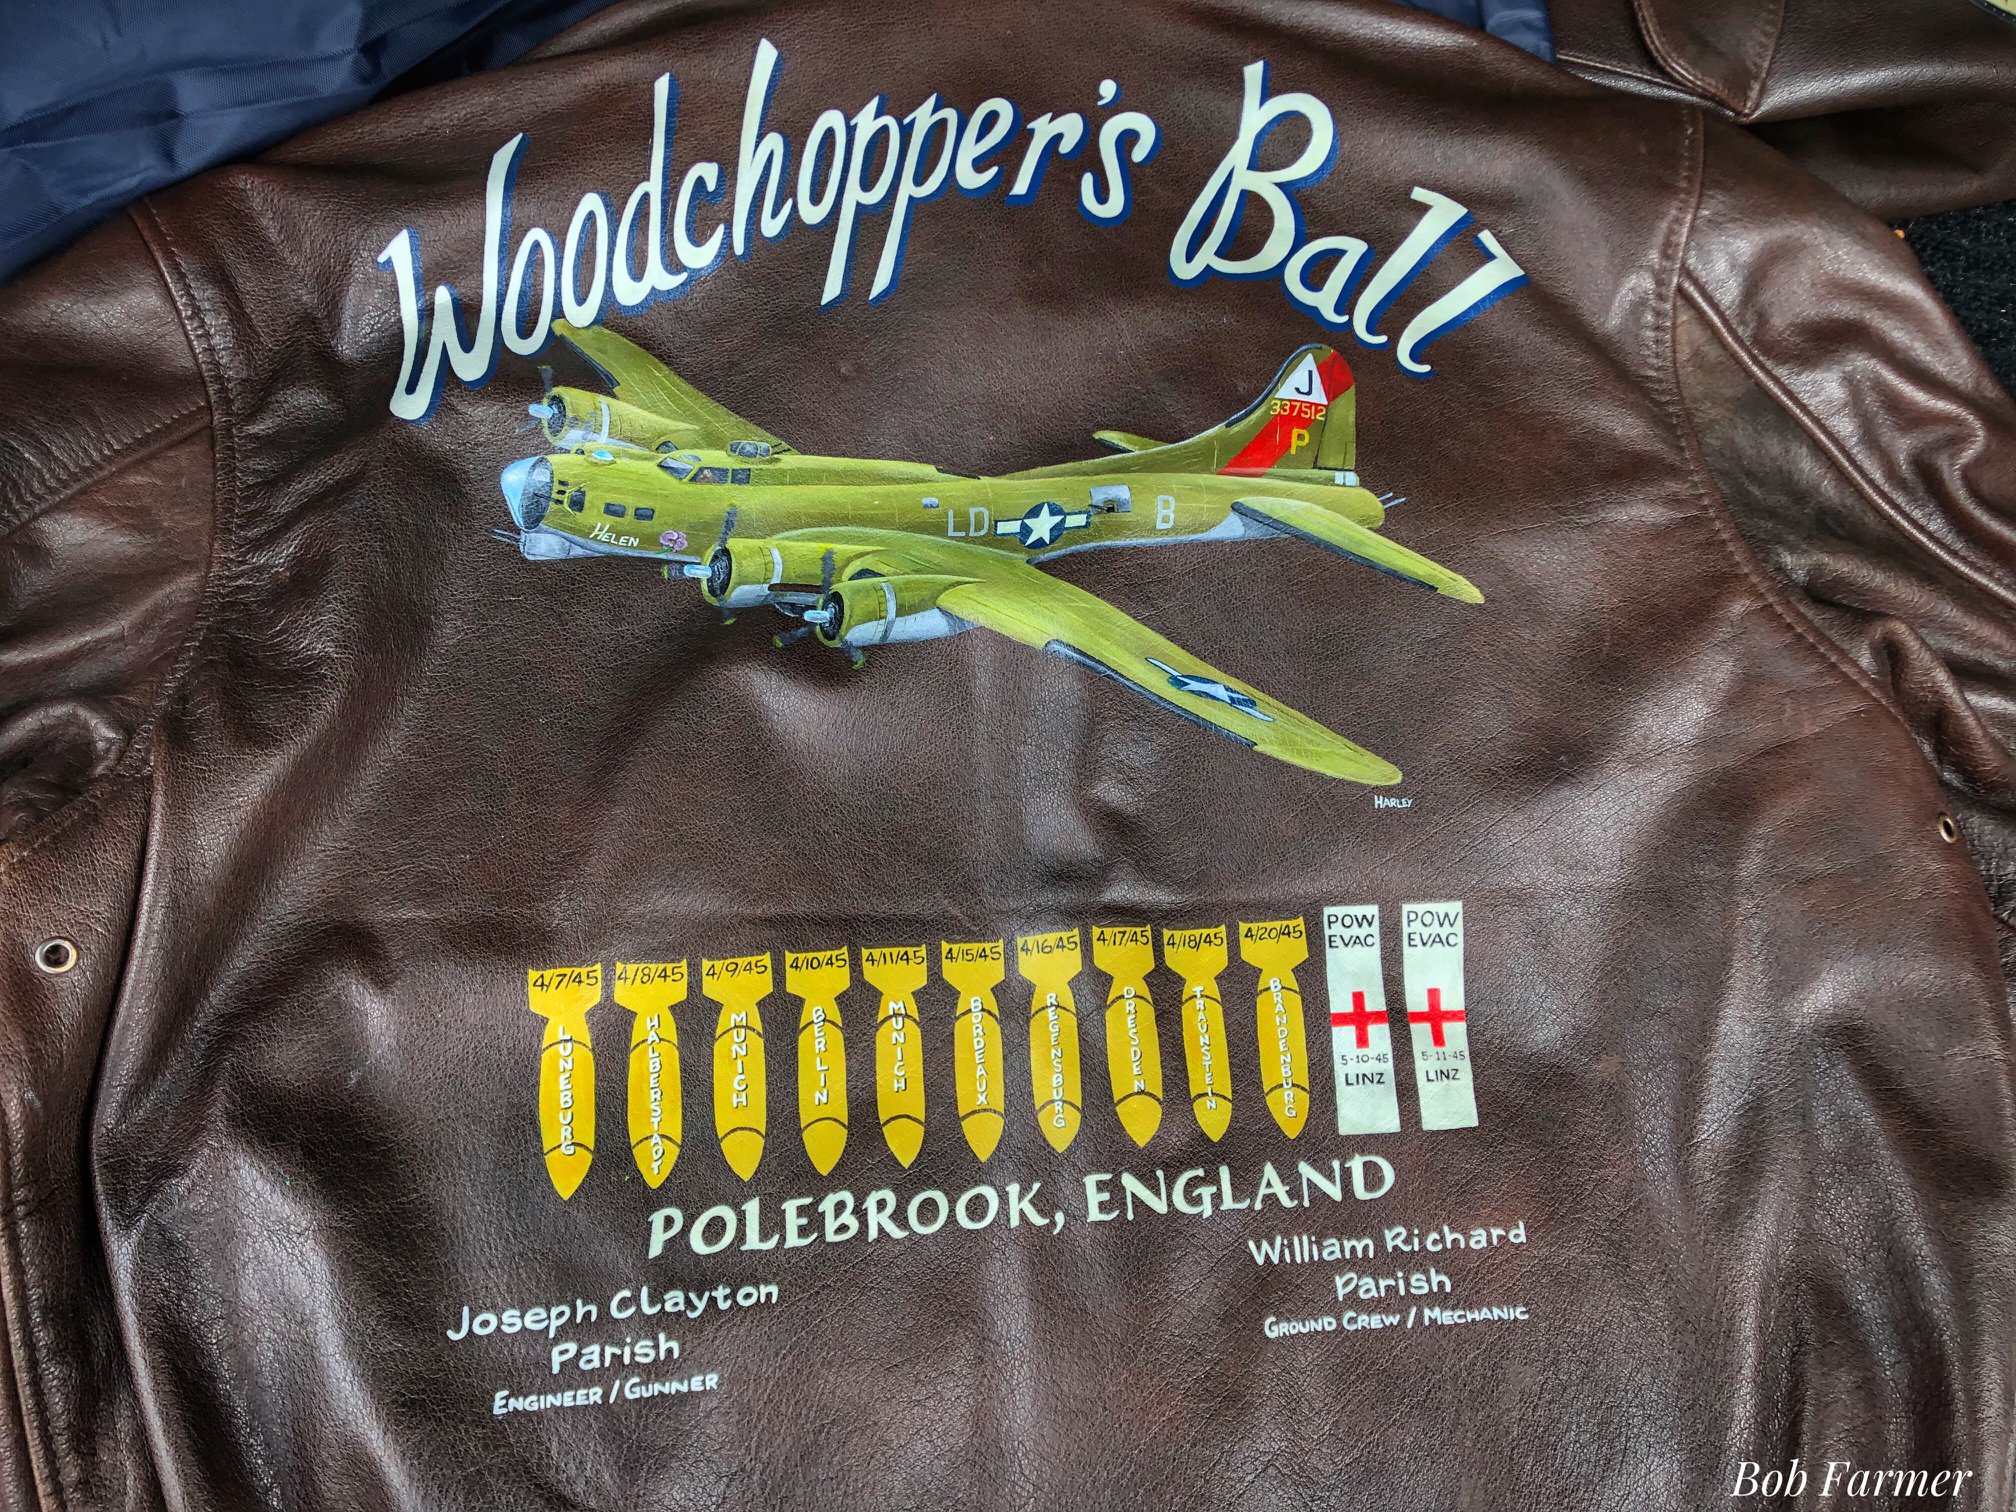 Woodchopper's Ball
J
337512
P
LD
B
HELEN
HARLEY
4/7/45 4/8/45 4/9/45 4/10/45 4/11/45 4/15/45 4/16/45 4/17/45 4/18/45 4/20/45
LUNEBURG
HALBERSTADT
MUNICH
BERLIN
MUNICH
BORDEAUX
REGENSBURG
DRESDEN
TRAUNSTEIN
BRANDENBURG
POW
EVAC
5-10-45
LINZ
POW
EVAC
5-11-45
LINZ
POLEBROOK, ENGLAND
Joseph Clayton
Parish
ENGINEER / GUNNER
William Richard
Parish
GROUND CREW / MECHANIC
Bob Farmer